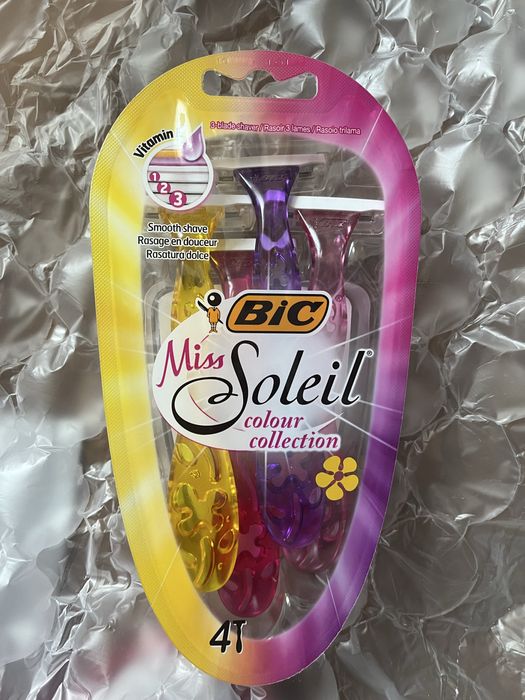 3-blade shaver / Rasoir 3 lames / Rasoio trilama
Vitamin E
1
2
3
Smooth shave
Rasage en douceur
Rasatura dolce
BIC
Miss
Soleil®
colour
collection
4